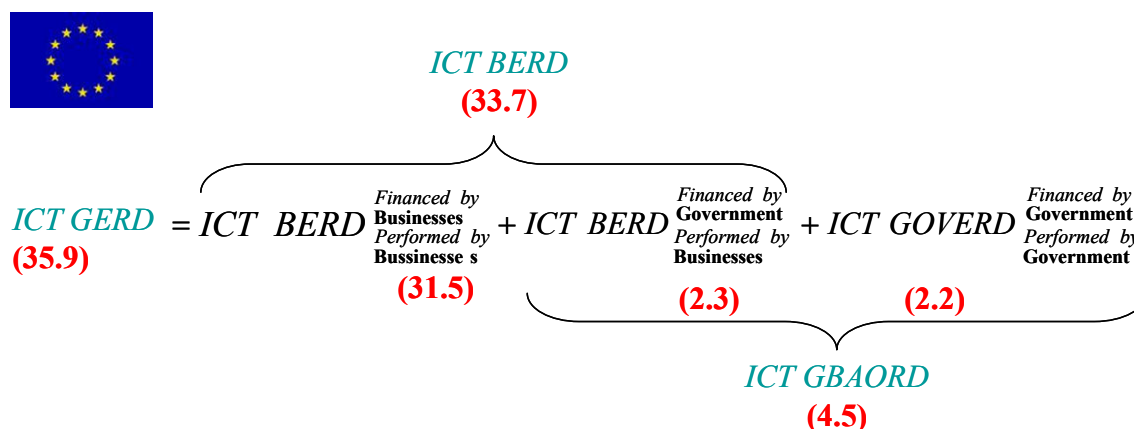 ICT BERD
(33.7)
ICT GERD = ICT BERD Financed by Businesses Performed by Bussinesse s + ICT BERD Financed by Government Performed by Businesses + ICT GOVERD Financed by Government Performed by Government
(35.9)
(31.5)
(2.3)
(2.2)
ICT GBAORD
(4.5)